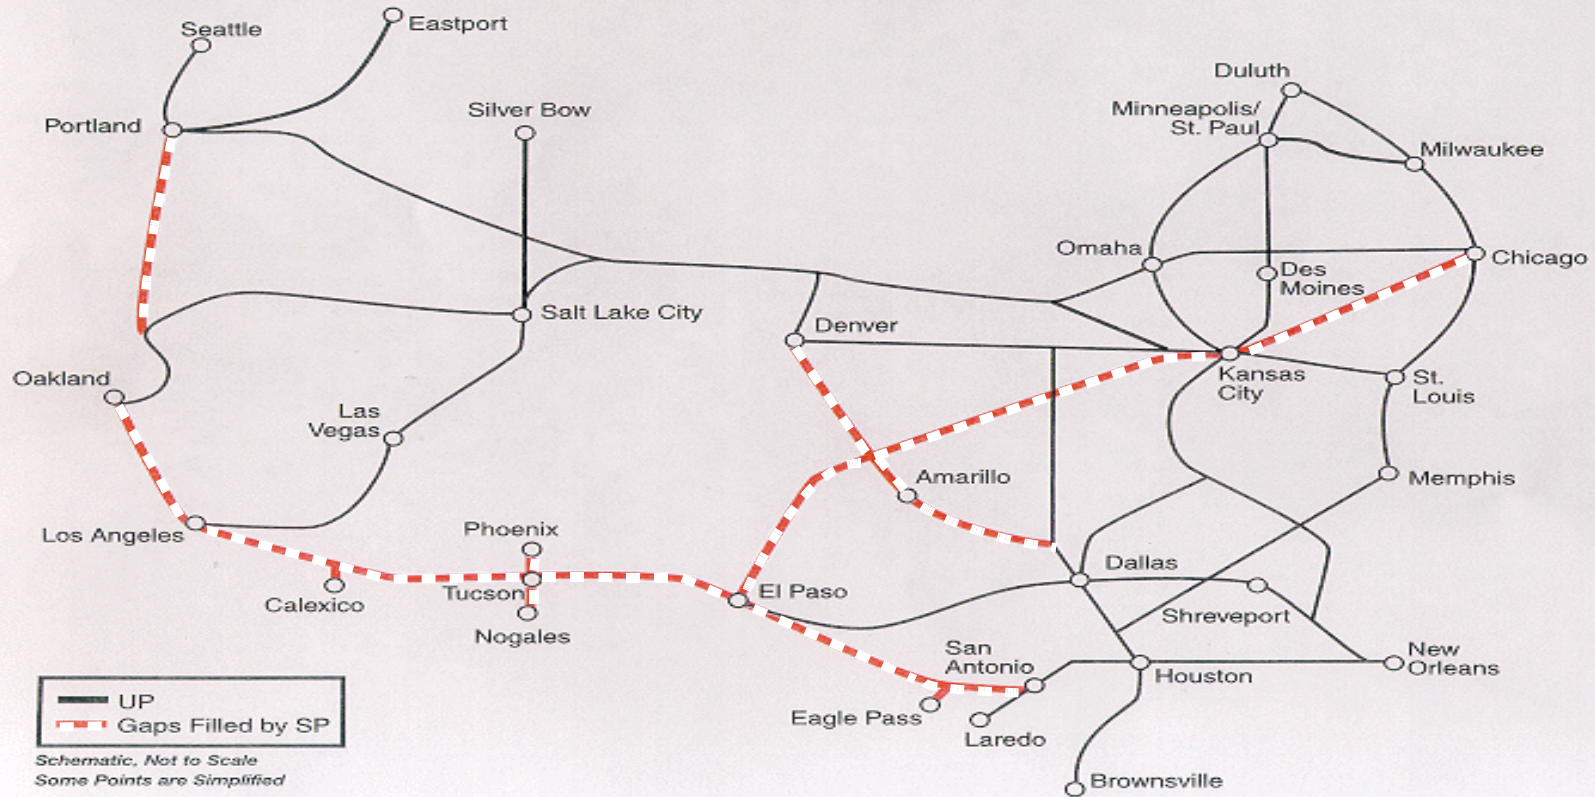 Seattle
Eastport
Portland
Silver Bow
Duluth
Minneapolis/
St. Paul
Milwaukee
Omaha
Chicago
Des
Moines
Salt Lake City
Denver
Oakland
Kansas
City
St.
Louis
Las
Vegas
Amarillo
Memphis
Los Angeles
Phoenix
Dallas
Calexico
Tucson
El Paso
Shreveport
Nogales
San
Antonio
New
Orleans
Houston
Eagle Pass
Laredo
Brownsville
UP
Gaps Filled by SP
Schematic, Not to Scale
Some Points are Simplified